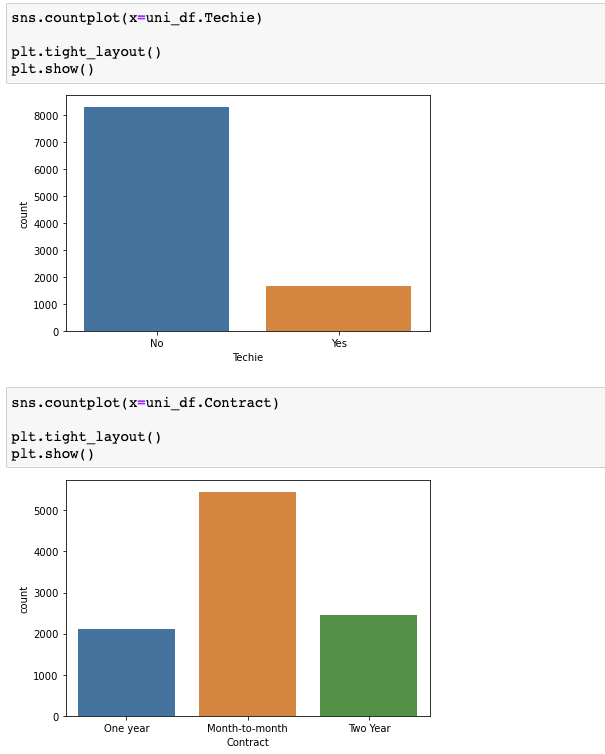 sns.countplot(x=uni_df.Techie)
plt.tight_layout()
plt.show()
8000
7000
6000
5000
4000
3000
2000
1000
0
count
No Yes
Techie
sns.countplot(x=uni_df.Contract)
plt.tight_layout()
plt.show()
5000
4000
3000
2000
1000
0
count
One year Month-to-month Two Year
Contract